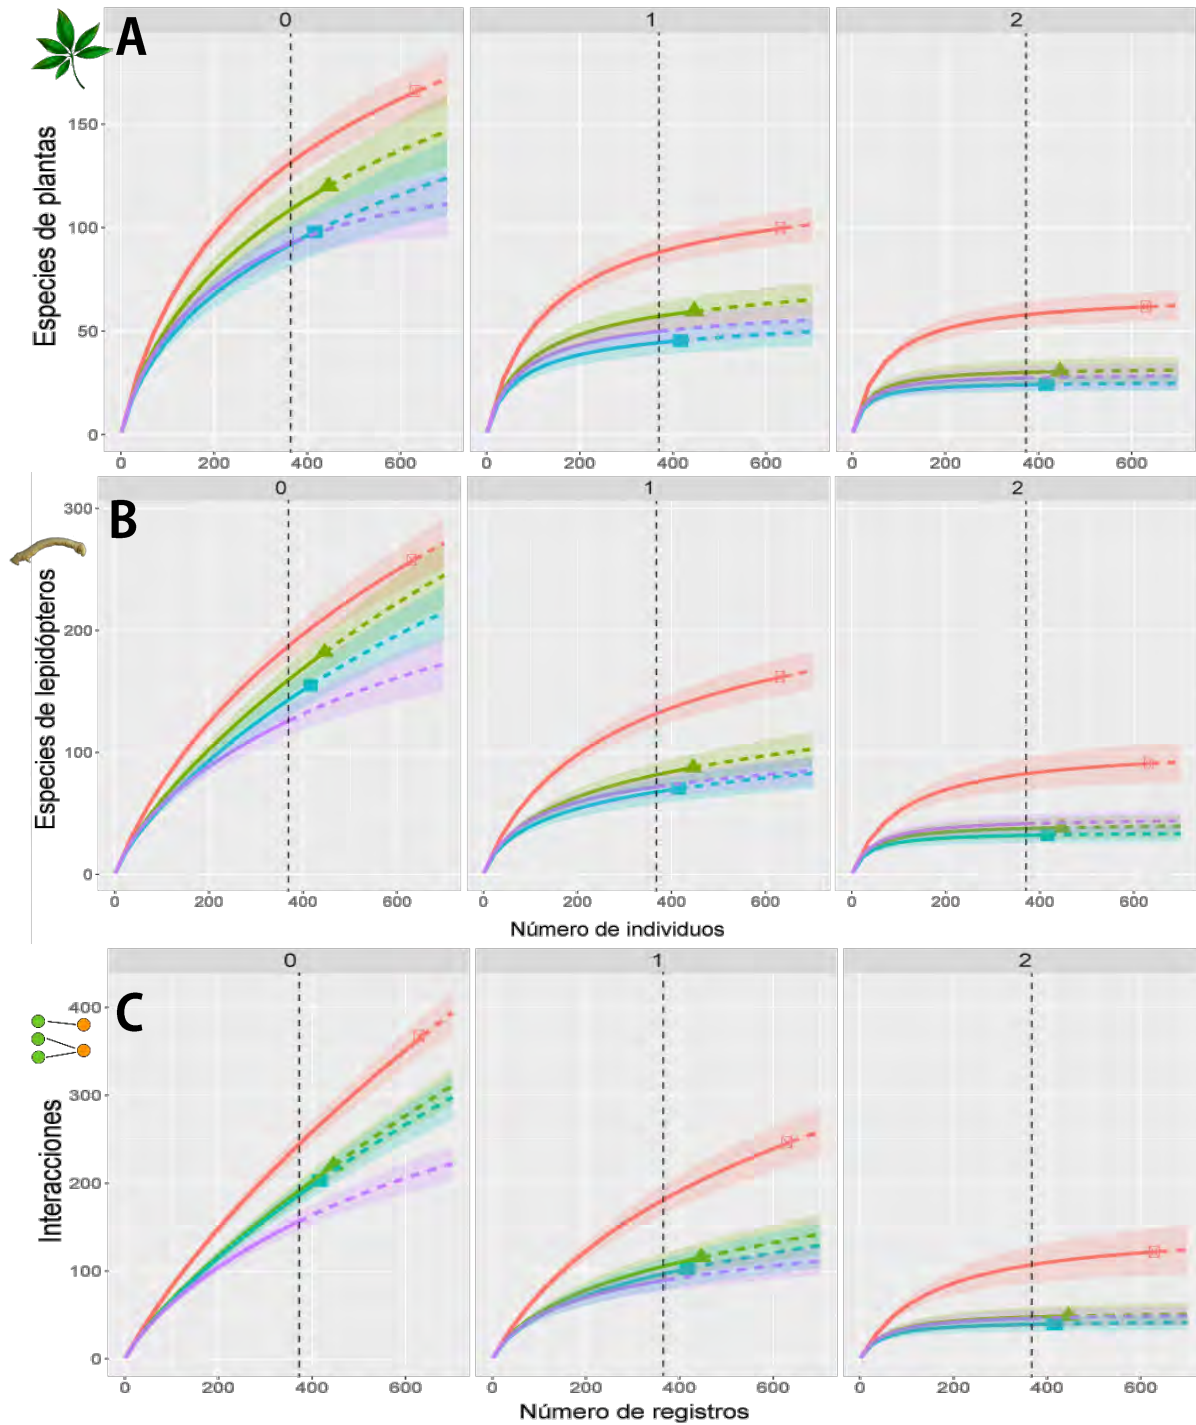 0 1 2
A
Especies de plantas
150
100
50
0
0 200 400 600 0 200 400 600 0 200 400 600
0 1 2
B
Especies de lepidópteros
300
200
100
0
0 200 400 600 0 200 400 600 0 200 400 600
Número de individuos
0 1 2
C
Interacciones
400
300
200
100
0
0 200 400 600 0 200 400 600 0 200 400 600
Número de registros